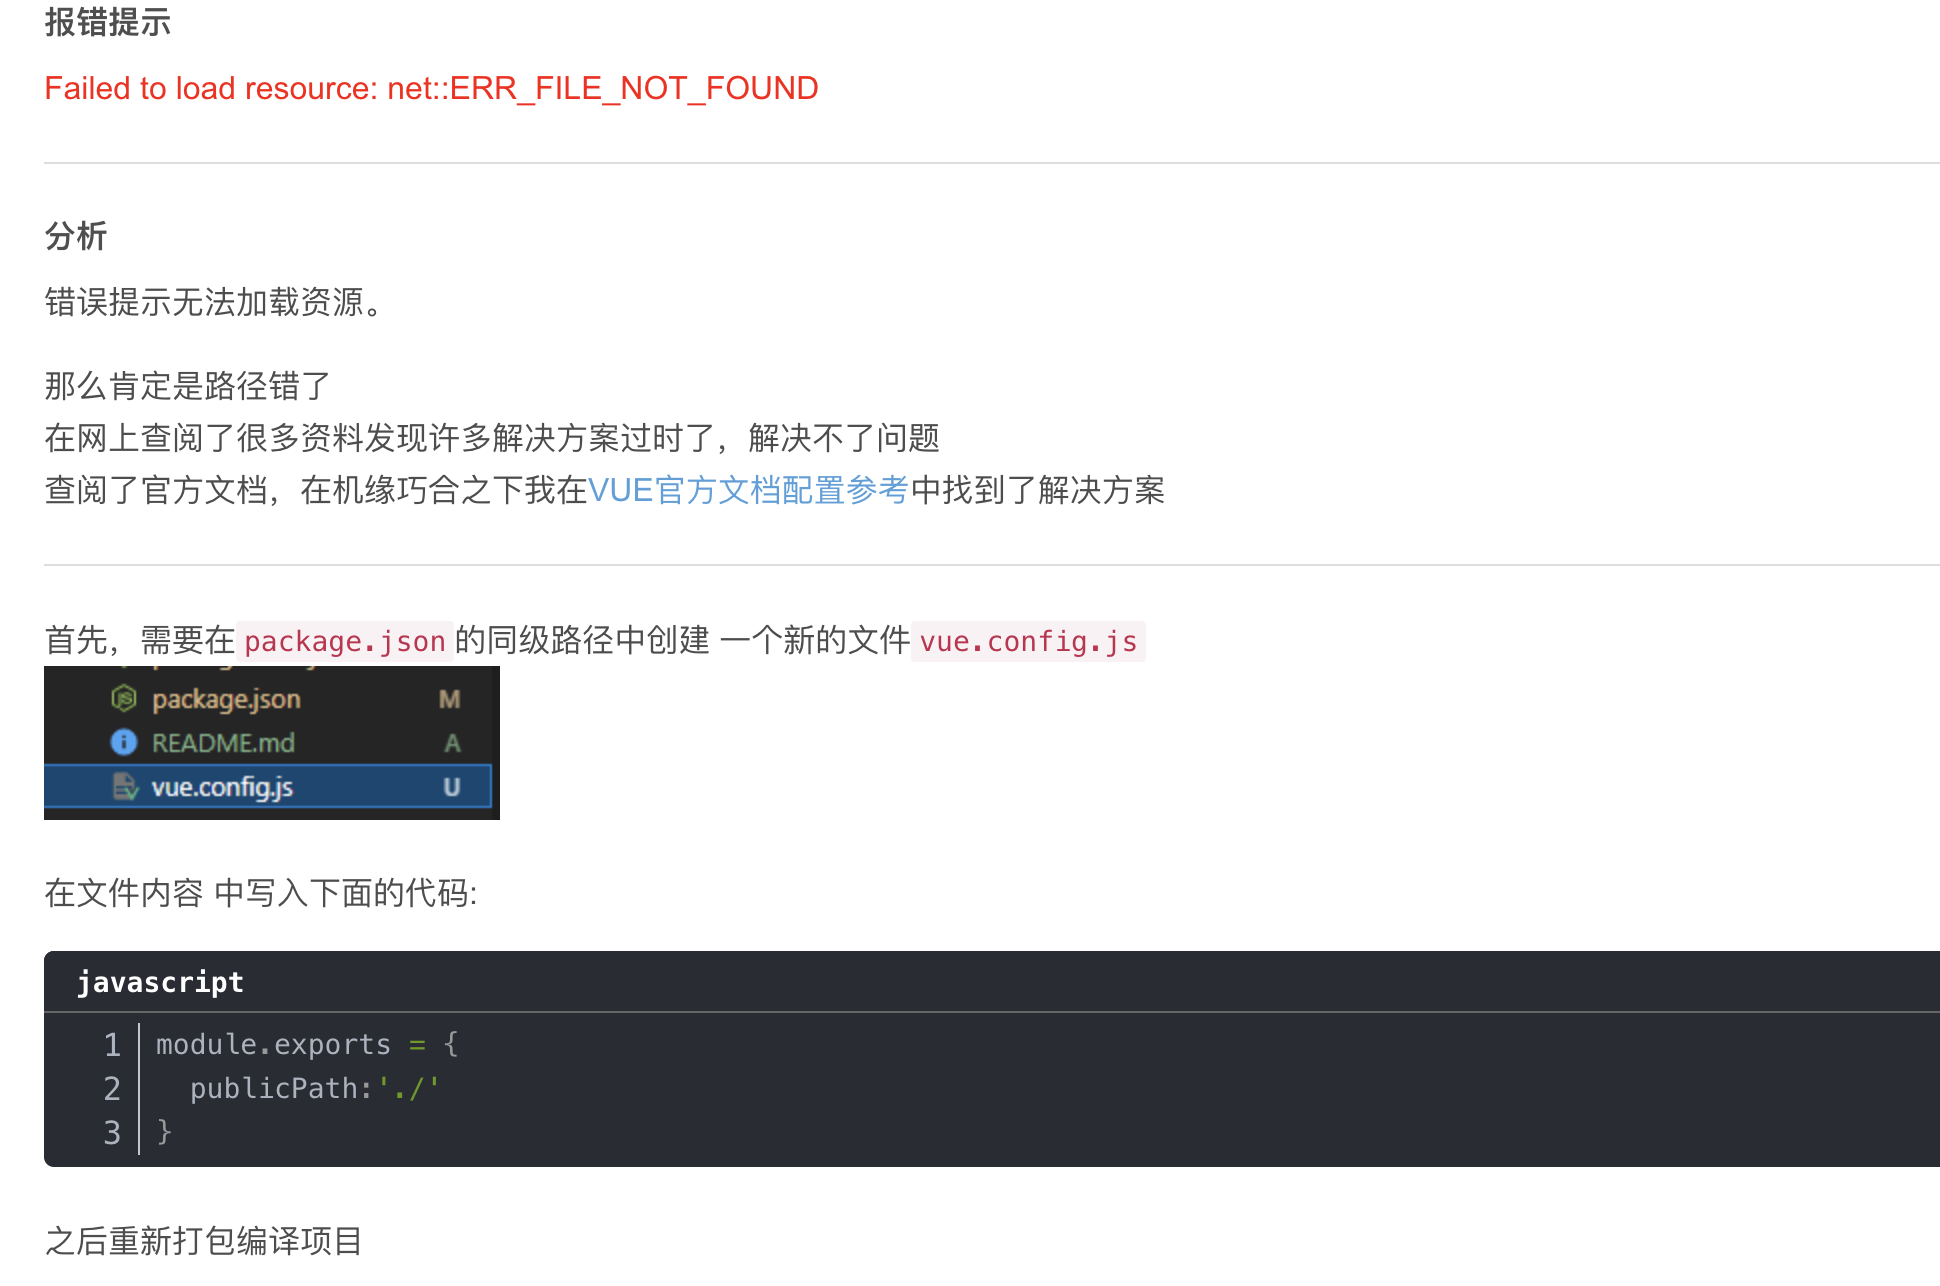 报错提示
Failed to load resource: net::ERR_FILE_NOT_FOUND
分析
错误提示无法加载资源。
那么肯定是路径错了
在网上查阅了很多资料发现许多解决方案过时了，解决不了问题
查阅了官方文档，在机缘巧合之下我在VUE官方文档配置参考中找到了解决方案
首先，需要在package.json的同级路径中创建 一个新的文件vue.config.js
package.json M
README.md A
vue.config.js U
在文件内容 中写入下面的代码:
javascript
1 module.exports = {
2   publicPath:'./'
3 }
之后重新打包编译项目